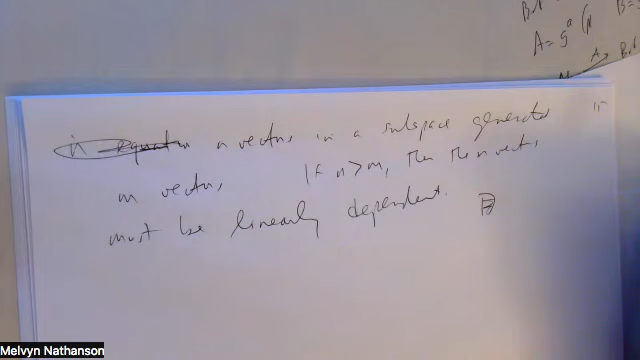 n vectors in a subspace generated
m vectors, If n>m, then the n vectors
must be linearly dependent.
A = g^a
B =
Melvyn Nathanson